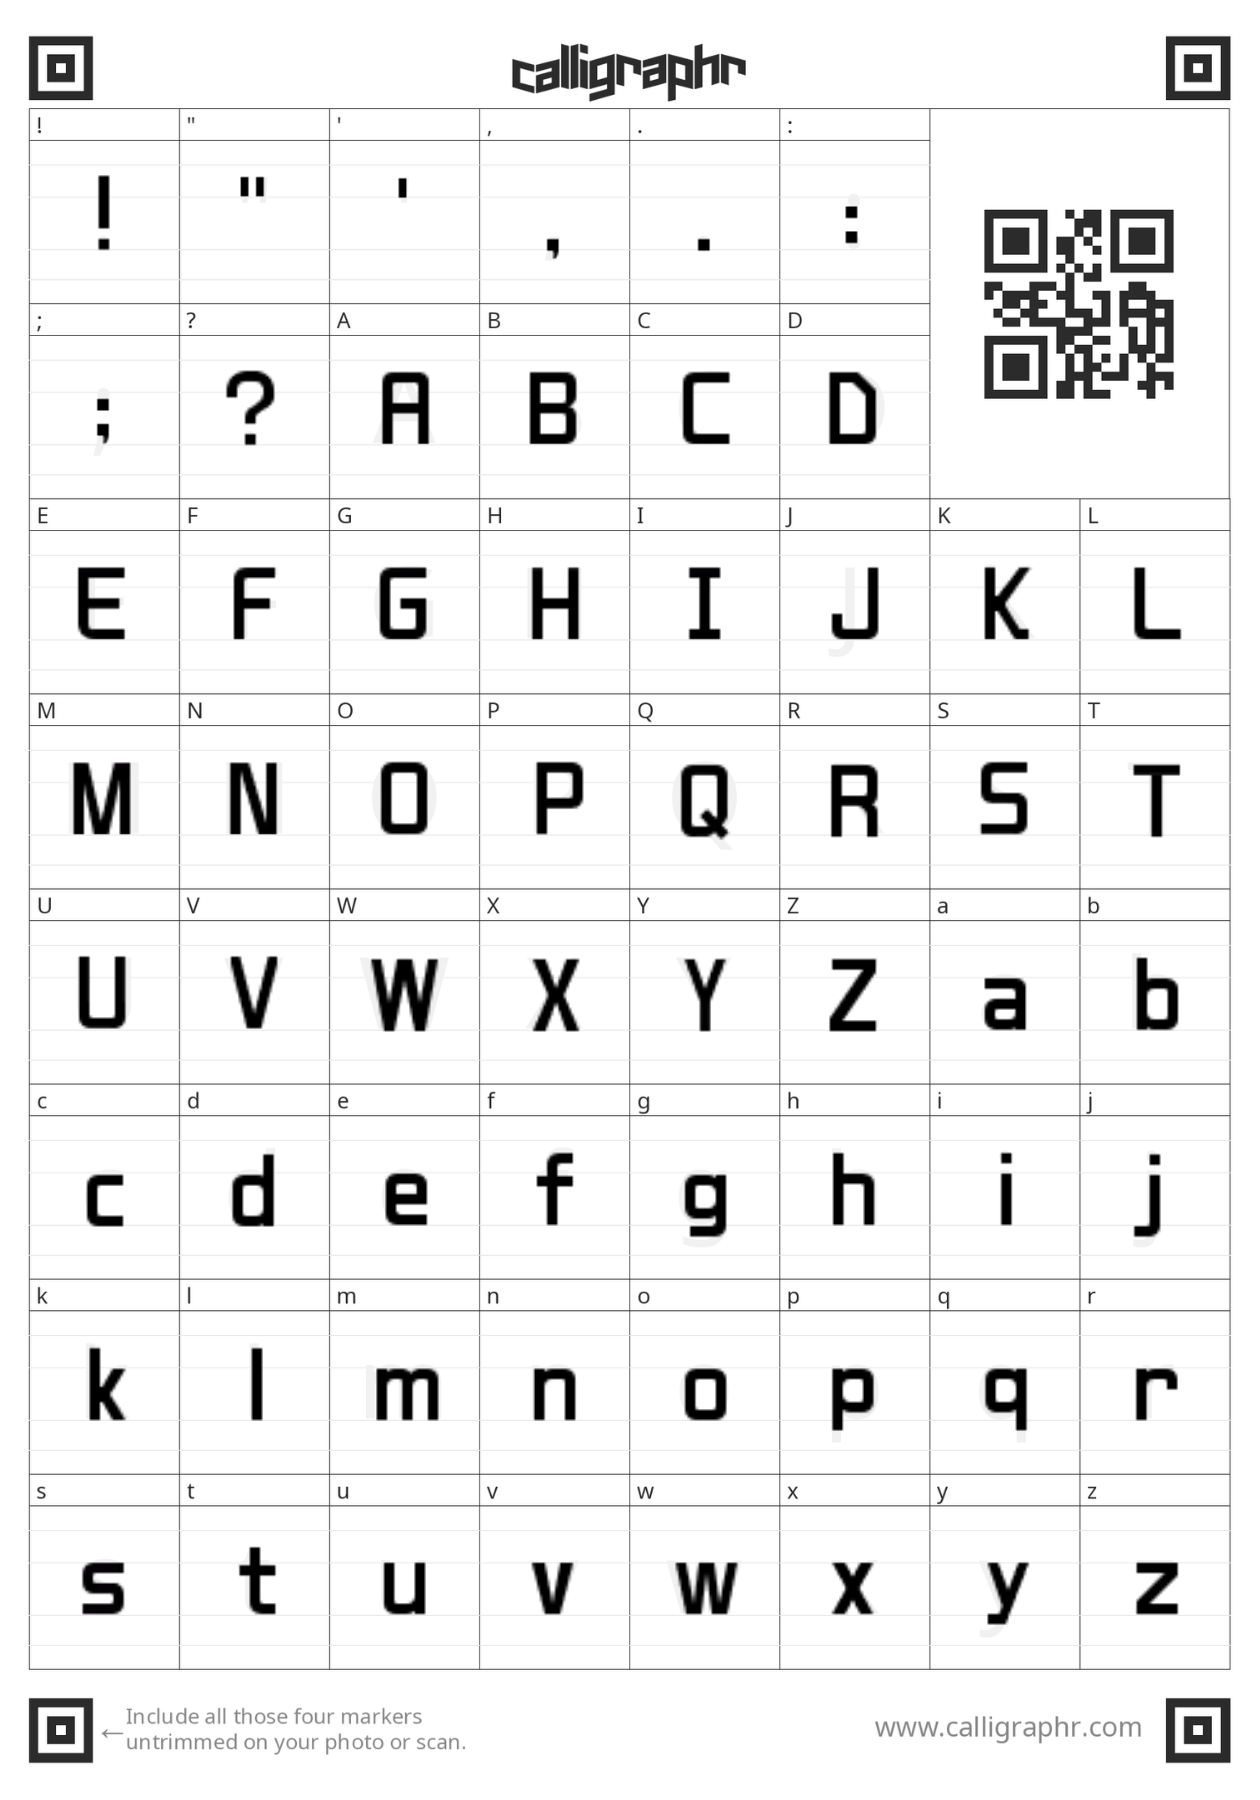 calligraphr
! " ' , . :
! " ' , . :
; ? A B C D
; ? A B C D
E F G H I J K L
E F G H I J K L
M N O P Q R S T
M N O P Q R S T
U V W X Y Z a b
U V W X Y Z a b
c d e f g h i j
c d e f g h i j
k l m n o p q r
k l m n o p q r
s t u v w x y z
s t u v w x y z
←Include all those four markers
untrimmed on your photo or scan.
www.calligraphr.com